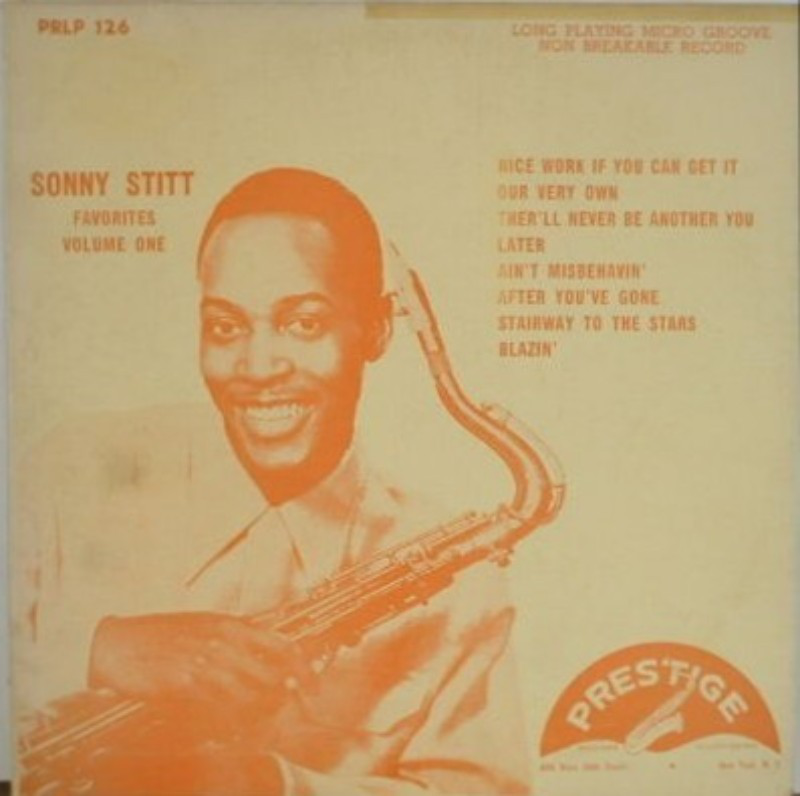 PRLP 126
LONG PLAYING MICRO GROOVE
NON BREAKABLE RECORD
SONNY STITT
FAVORITES
VOLUME ONE
NICE WORK IF YOU CAN GET IT
OUR VERY OWN
THER'LL NEVER BE ANOTHER YOU
LATER
AIN'T MISBEHAVIN'
AFTER YOU'VE GONE
STAIRWAY TO THE STARS
BLAZIN'
PRESTIGE